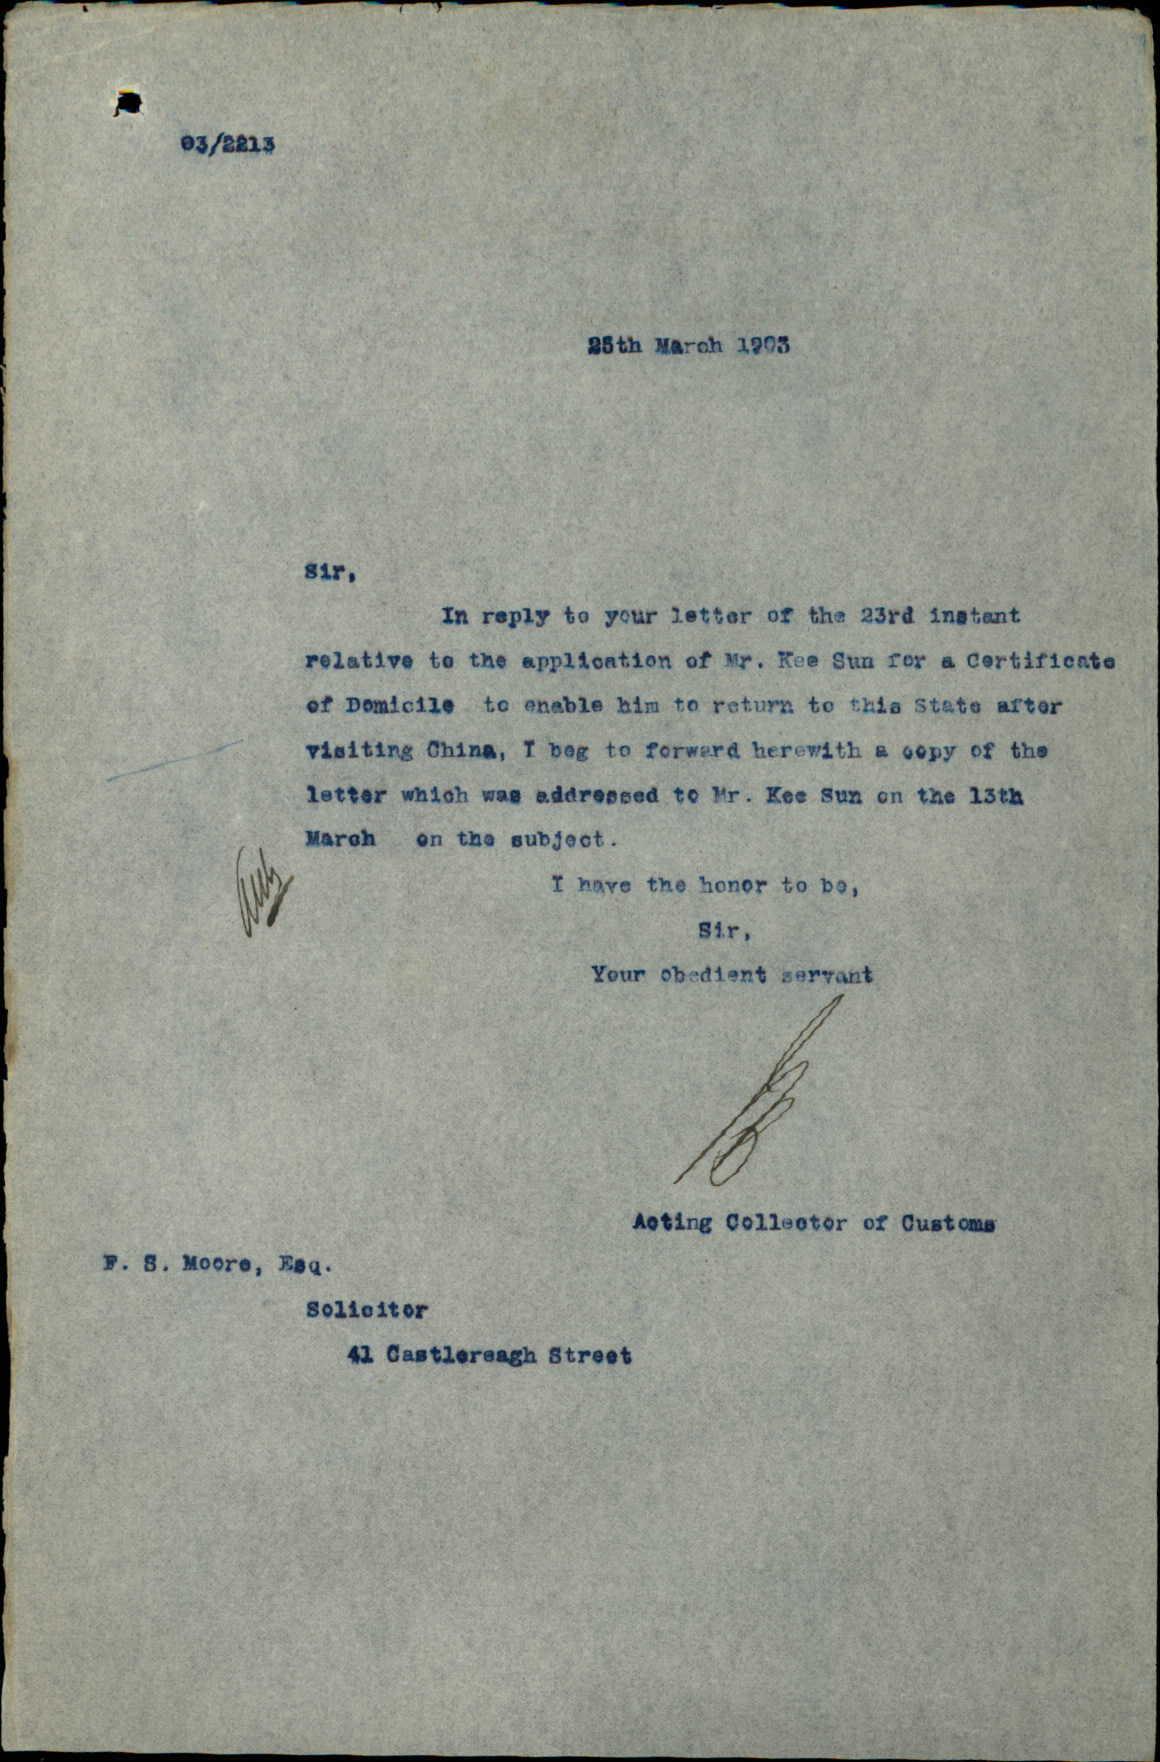 03/2213
25th March 1903
Sir,
In reply to your letter of the 23rd instant
relative to the application of Mr. Kee Sun for a Certificate
of Domicile to enable him to return to this State after
visiting China, I beg to forward herewith a copy of the
letter which was addressed to Mr. Kee Sun on the 13th
March on the subject.
I have the honor to be,
Sir,
Your obedient servant
Acting Collector of Customs
F. S. Moore, Esq.
Solicitor
41 Castlereagh Street